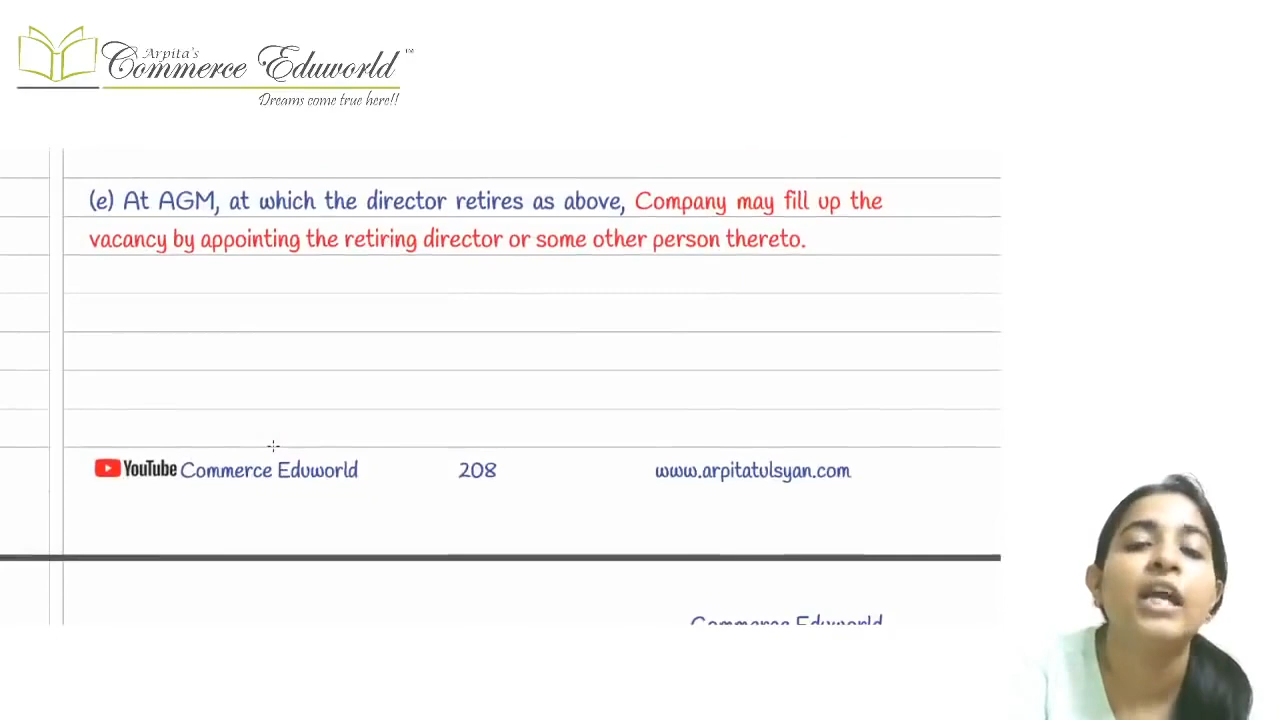 Arpita's
Commerce Eduworld™
Dreams come true here!!
(e) At AGM, at which the director retires as above, Company may fill up the
vacancy by appointing the retiring director or some other person thereto.
YouTube Commerce Eduworld 208 www.arpitatulsyan.com
Commerce Eduworld